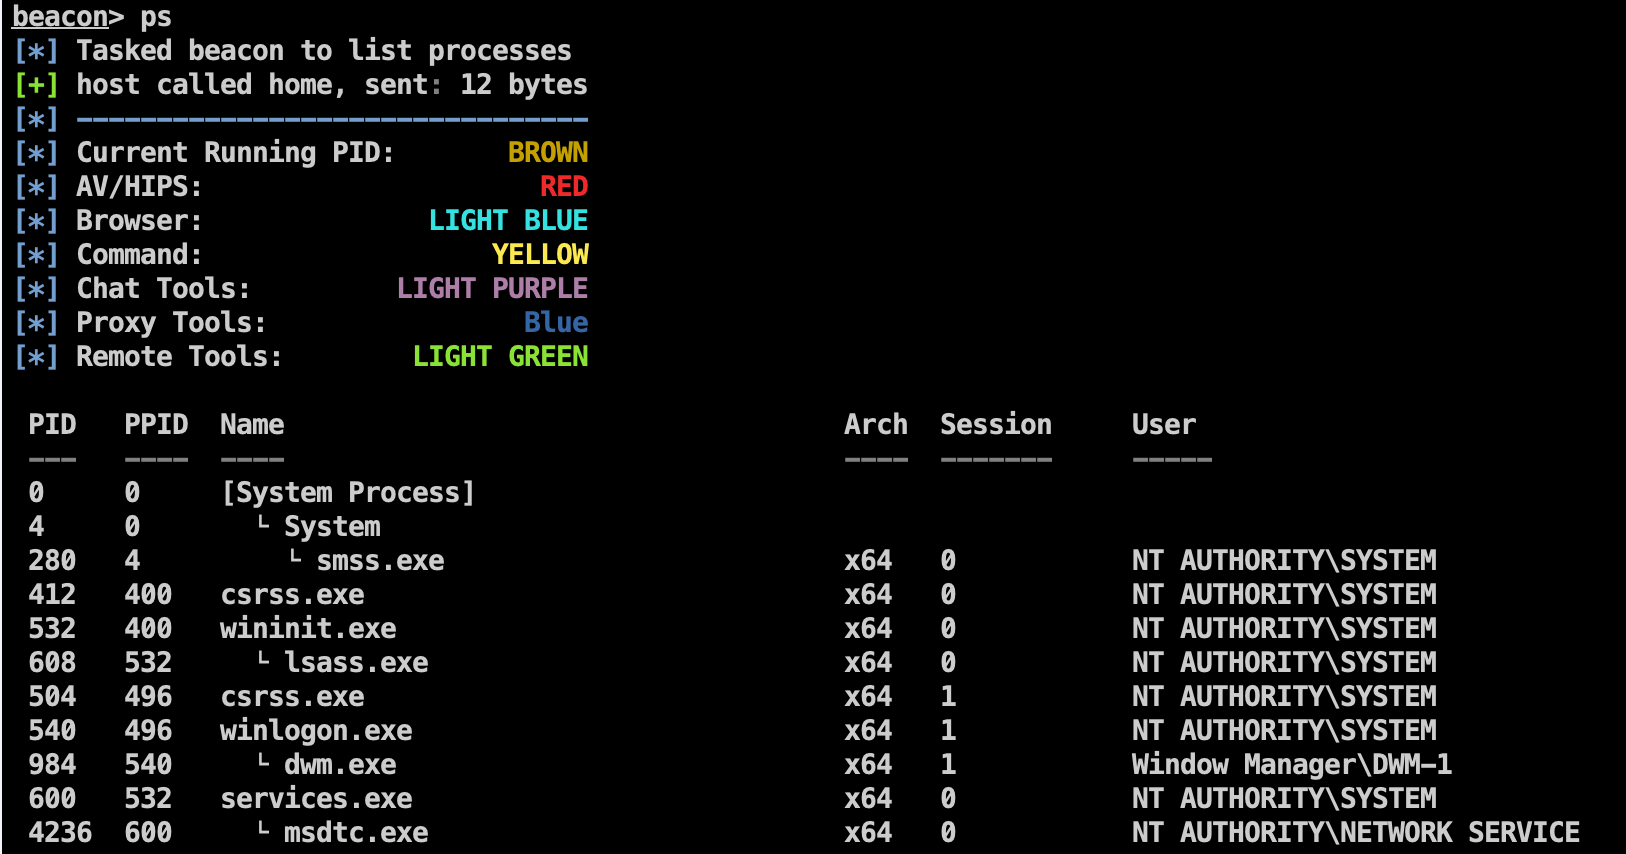 beacon> ps
[*] Tasked beacon to list processes
[+] host called home, sent: 12 bytes
[*] --------------------------------
[*] Current Running PID:       BROWN
[*] AV/HIPS:                     RED
[*] Browser:              LIGHT BLUE
[*] Command:                  YELLOW
[*] Chat Tools:         LIGHT PURPLE
[*] Proxy Tools:                Blue
[*] Remote Tools:        LIGHT GREEN
 PID   PPID  Name                                   Arch  Session     User
 ---   ----  ----                                   ----  -------     -----
 0     0     [System Process]
 4     0       └ System
 280   4         └ smss.exe                         x64   0           NT AUTHORITY\SYSTEM
 412   400   csrss.exe                              x64   0           NT AUTHORITY\SYSTEM
 532   400   wininit.exe                            x64   0           NT AUTHORITY\SYSTEM
 608   532     └ lsass.exe                          x64   0           NT AUTHORITY\SYSTEM
 504   496   csrss.exe                              x64   1           NT AUTHORITY\SYSTEM
 540   496   winlogon.exe                           x64   1           NT AUTHORITY\SYSTEM
 984   540     └ dwm.exe                            x64   1           Window Manager\DWM-1
 600   532   services.exe                           x64   0           NT AUTHORITY\SYSTEM
 4236  600     └ msdtc.exe                          x64   0           NT AUTHORITY\NETWORK SERVICE